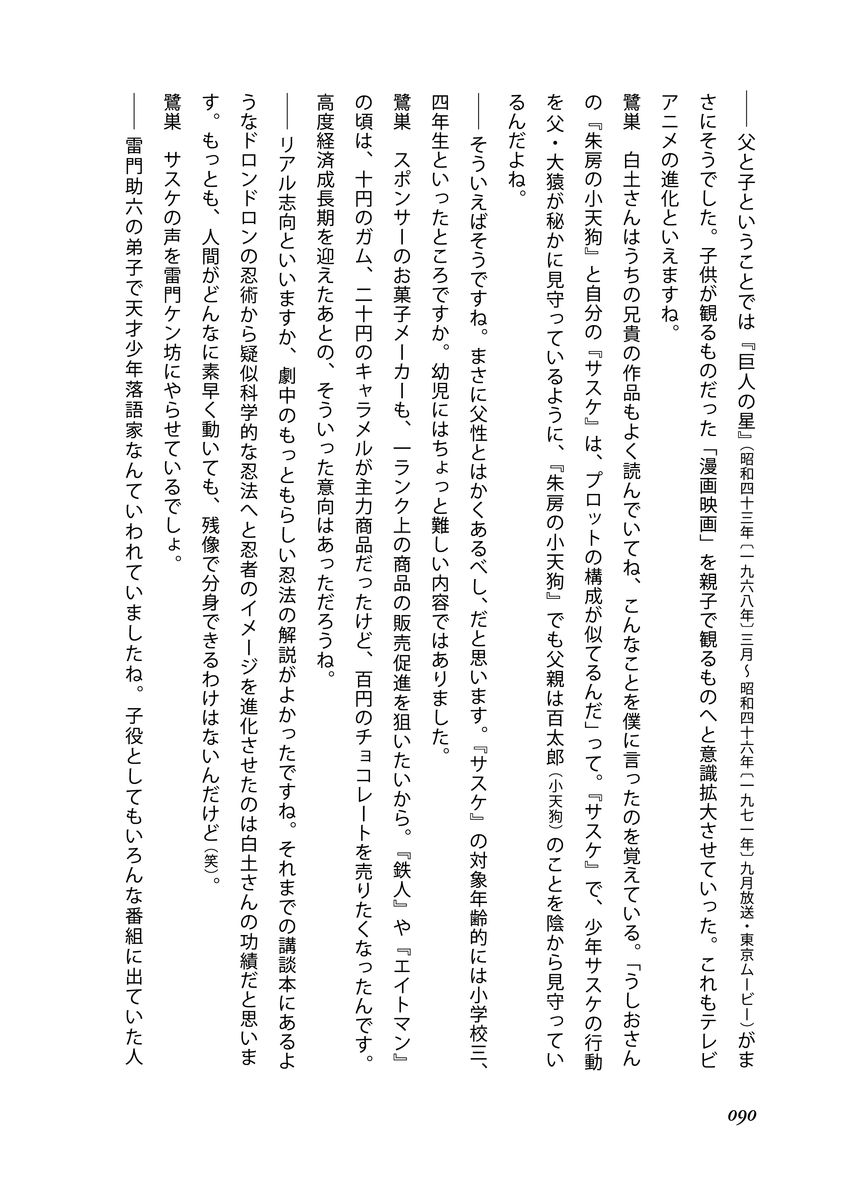 ――父と子ということでは『巨人の星』（昭和四十三年〔一九六八年〕三月～昭和四十六年〔一九七一年〕九月放送・東京ムービー）がま
さにそうでした。子供が観るものだった「漫画映画」を親子で観るものへと意識拡大させていった。これもテレビ
アニメの進化といえますね。
鷺巣　白土さんはうちの兄貴の作品もよく読んでいてね、こんなことを僕に言ったのを覚えている。「うしおさん
の『朱房の小天狗』と自分の『サスケ』は、プロットの構成が似てるんだ」って。『サスケ』で、少年サスケの行動
を父・大猿が秘かに見守っているように、『朱房の小天狗』でも父親は百太郎（小天狗）のことを陰から見守ってい
るんだよね。
――そういえばそうですね。まさに父性とはかくあるべし、だと思います。『サスケ』の対象年齢的には小学校三、
四年生といったところですか。幼児にはちょっと難しい内容ではありました。
鷺巣　スポンサーのお菓子メーカーも、一ランク上の商品の販売促進を狙いたいから。『鉄人』や『エイトマン』
の頃は、十円のガム、二十円のキャラメルが主力商品だったけど、百円のチョコレートを売りたくなったんです。
高度経済成長期を迎えたあとの、そういった意向はあっただろうね。
――リアル志向といいますか、劇中のもっともらしい忍法の解説がよかったですね。それまでの講談本にあるよ
うなドロンドロンの忍術から疑似科学的な忍法へと忍者のイメージを進化させたのは白土さんの功績だと思いま
す。もっとも、人間がどんなに素早く動いても、残像で分身できるわけはないんだけど（笑）。
鷺巣　サスケの声を雷門ケン坊にやらせているでしょ。
――雷門助六の弟子で天才少年落語家なんていわれていましたね。子役としてもいろんな番組に出ていた人
090